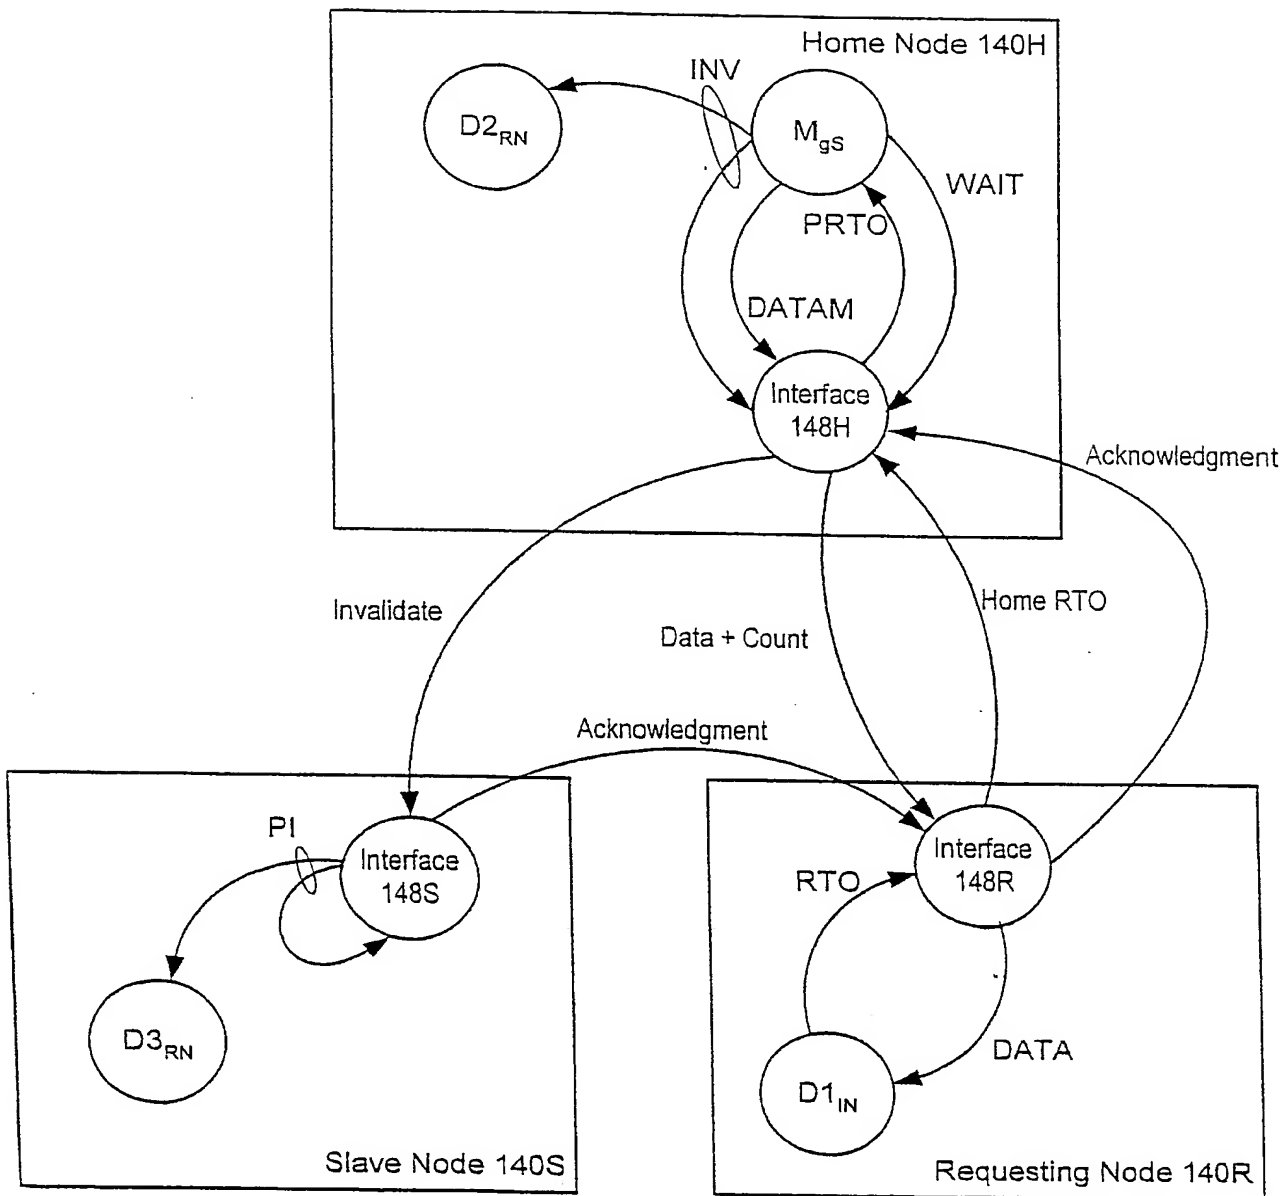 Home Node 140H
INV
D2RN
MgS
WAIT
PRTO
DATAM
Interface
148H
Acknowledgment
Invalidate
Home RTO
Data + Count
Acknowledgment
PI
Interface
148S
Interface
148R
RTO
D3RN
DATA
D1IN
Slave Node 140S
Requesting Node 140R